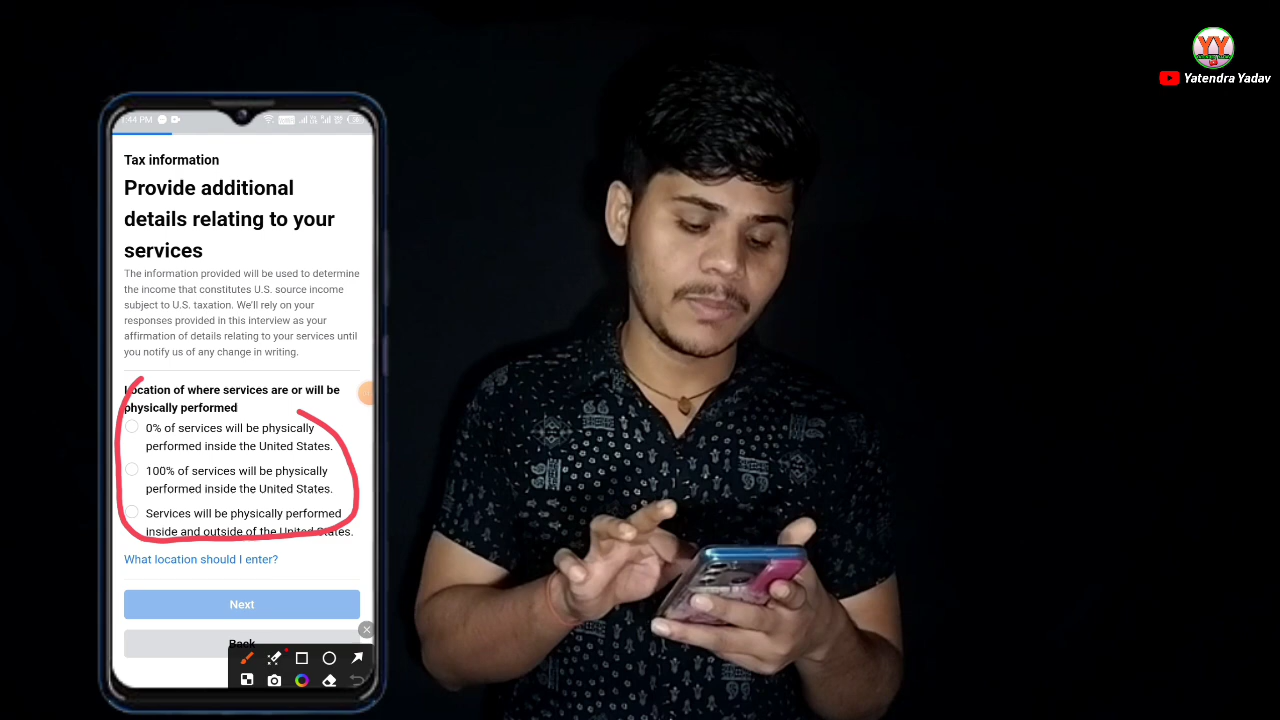 YY
Yatendra Yadav
:44 PM
Tax information
Provide additional
details relating to your
services
The information provided will be used to determine
the income that constitutes U.S. source income
subject to U.S. taxation. We'll rely on your
responses provided in this interview as your
affirmation of details relating to your services until
you notify us of any change in writing.
Location of where services are or will be
physically performed
0% of services will be physically
performed inside the United States.
100% of services will be physically
performed inside the United States.
Services will be physically performed
inside and outside of the United States.
What location should I enter?
Next
Back